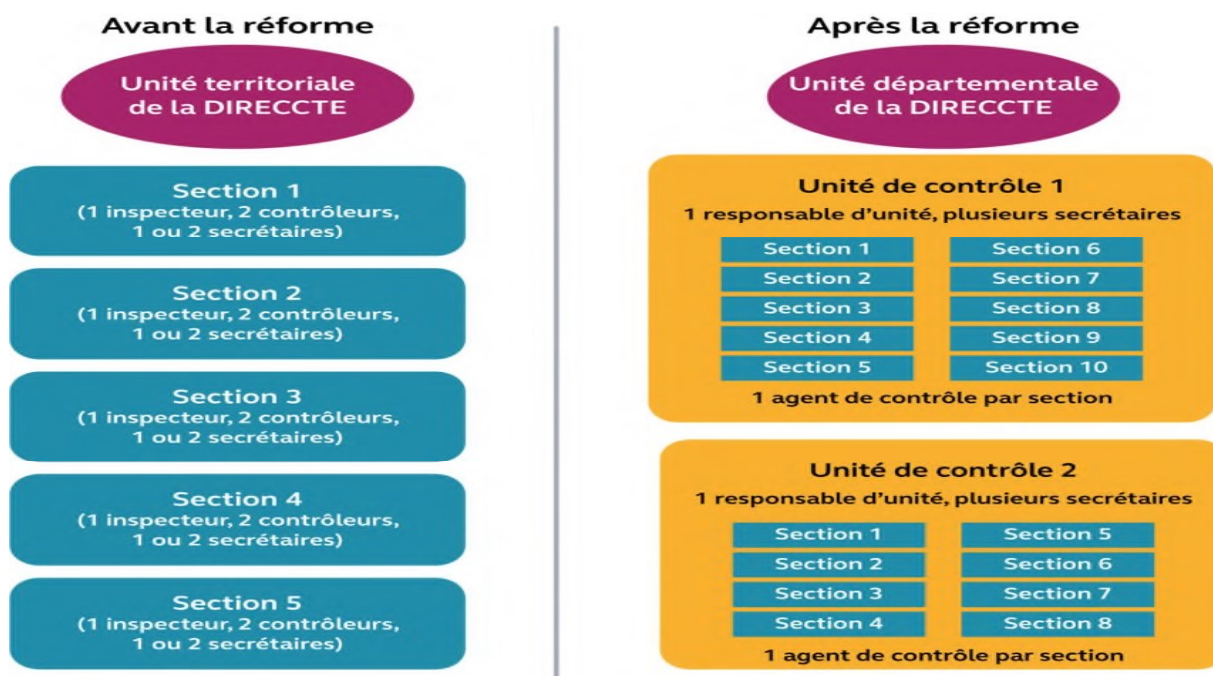 Avant la réforme
Unité territoriale
de la DIRECCTE
Section 1
(1 inspecteur, 2 contrôleurs,
1 ou 2 secrétaires)
Section 2
(1 inspecteur, 2 contrôleurs,
1 ou 2 secrétaires)
Section 3
(1 inspecteur, 2 contrôleurs,
1 ou 2 secrétaires)
Section 4
(1 inspecteur, 2 contrôleurs,
1 ou 2 secrétaires)
Section 5
(1 inspecteur, 2 contrôleurs,
1 ou 2 secrétaires)
Après la réforme
Unité départementale
de la DIRECCTE
Unité de contrôle 1
1 responsable d'unité, plusieurs secrétaires
Section 1
Section 2
Section 3
Section 4
Section 5
Section 6
Section 7
Section 8
Section 9
Section 10
1 agent de contrôle par section
Unité de contrôle 2
1 responsable d'unité, plusieurs secrétaires
Section 1
Section 2
Section 3
Section 4
Section 5
Section 6
Section 7
Section 8
1 agent de contrôle par section